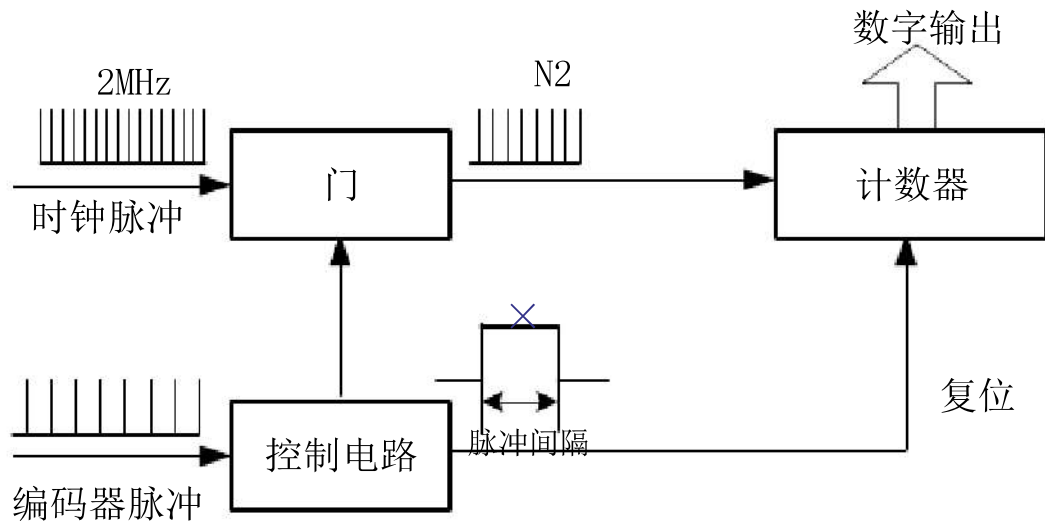 数字输出
2MHz
N2
门
计数器
时钟脉冲
复位
控制电路
脉冲间隔
编码器脉冲